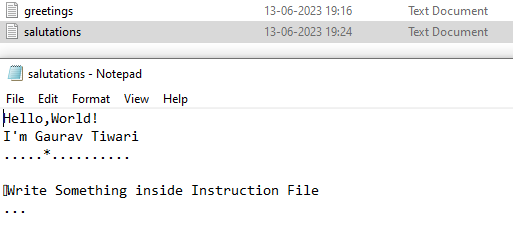 greetings 13-06-2023 19:16 Text Document
salutations 13-06-2023 19:24 Text Document
salutations - Notepad
File Edit Format View Help
Hello,World!
I'm Gaurav Tiwari
.....*..........
▯Write Something inside Instruction File
...